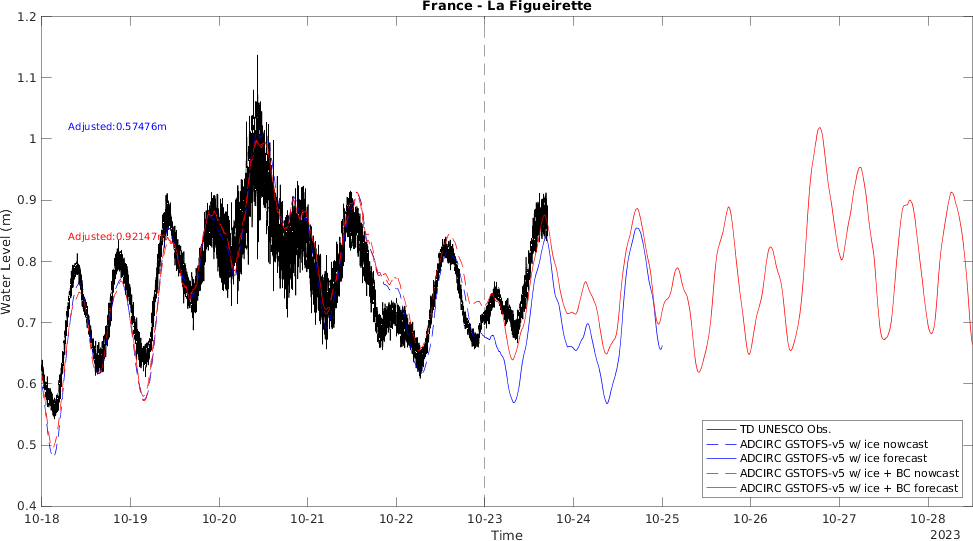 France - La Figueirette
1.2
1.1
1
0.9
0.8
0.7
0.6
0.5
0.4
Water Level (m)
Adjusted:0.57476m
Adjusted:0.92147m
TD UNESCO Obs.
ADCIRC GSTOFS-v5 w/ ice nowcast
ADCIRC GSTOFS-v5 w/ ice forecast
ADCIRC GSTOFS-v5 w/ ice + BC nowcast
ADCIRC GSTOFS-v5 w/ ice + BC forecast
10-18 10-19 10-20 10-21 10-22 10-23 10-24 10-25 10-26 10-27 10-28
Time
2023